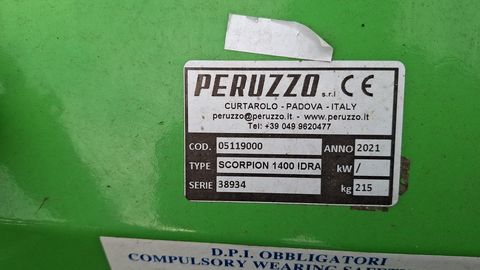 PERUZZO s.r.l CE
CURTAROLO - PADOVA - ITALY
peruzzo@peruzzo.it - www.peruzzo.it
Tel: +39 049 9620477
COD. 05119000 ANNO 2021
TYPE SCORPION 1400 IDRA kW /
SERIE 38934 kg 215
D.P.I. OBBLIGATORI
COMPULSORY WEARING